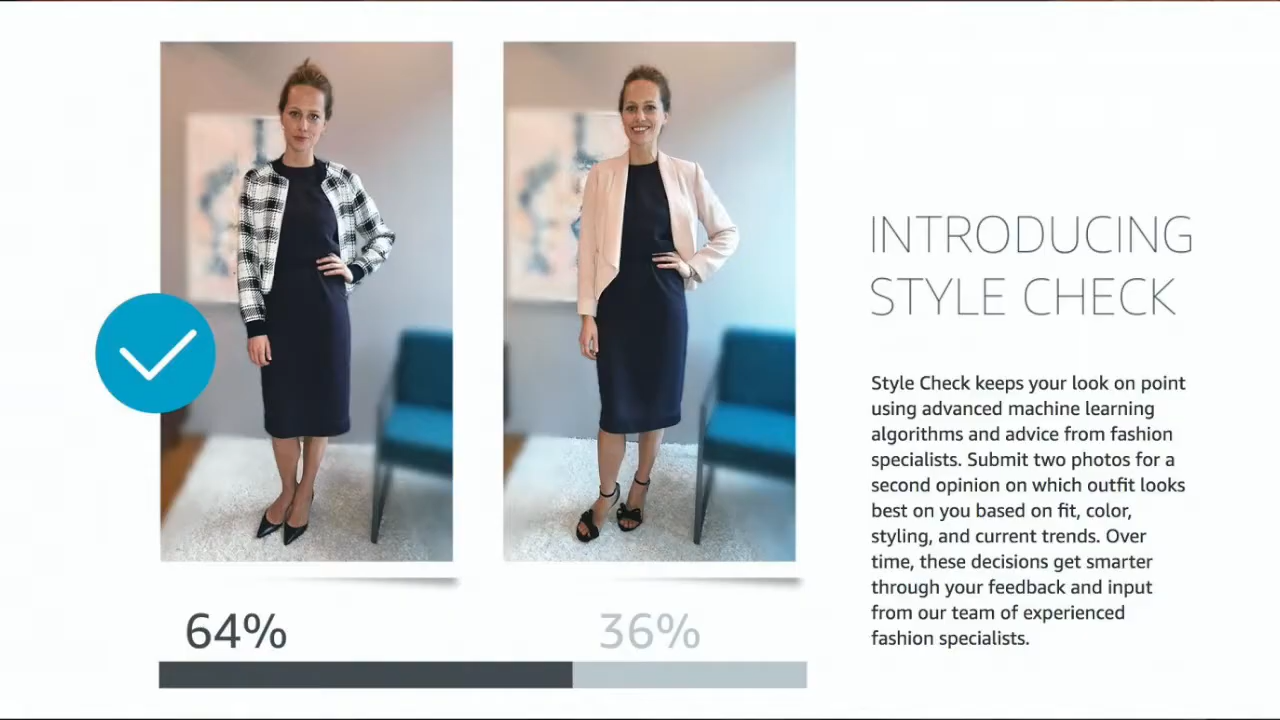 INTRODUCING
STYLE CHECK
Style Check keeps your look on point
using advanced machine learning
algorithms and advice from fashion
specialists. Submit two photos for a
second opinion on which outfit looks
best on you based on fit, color,
styling, and current trends. Over
time, these decisions get smarter
through your feedback and input
from our team of experienced
fashion specialists.
64%
36%